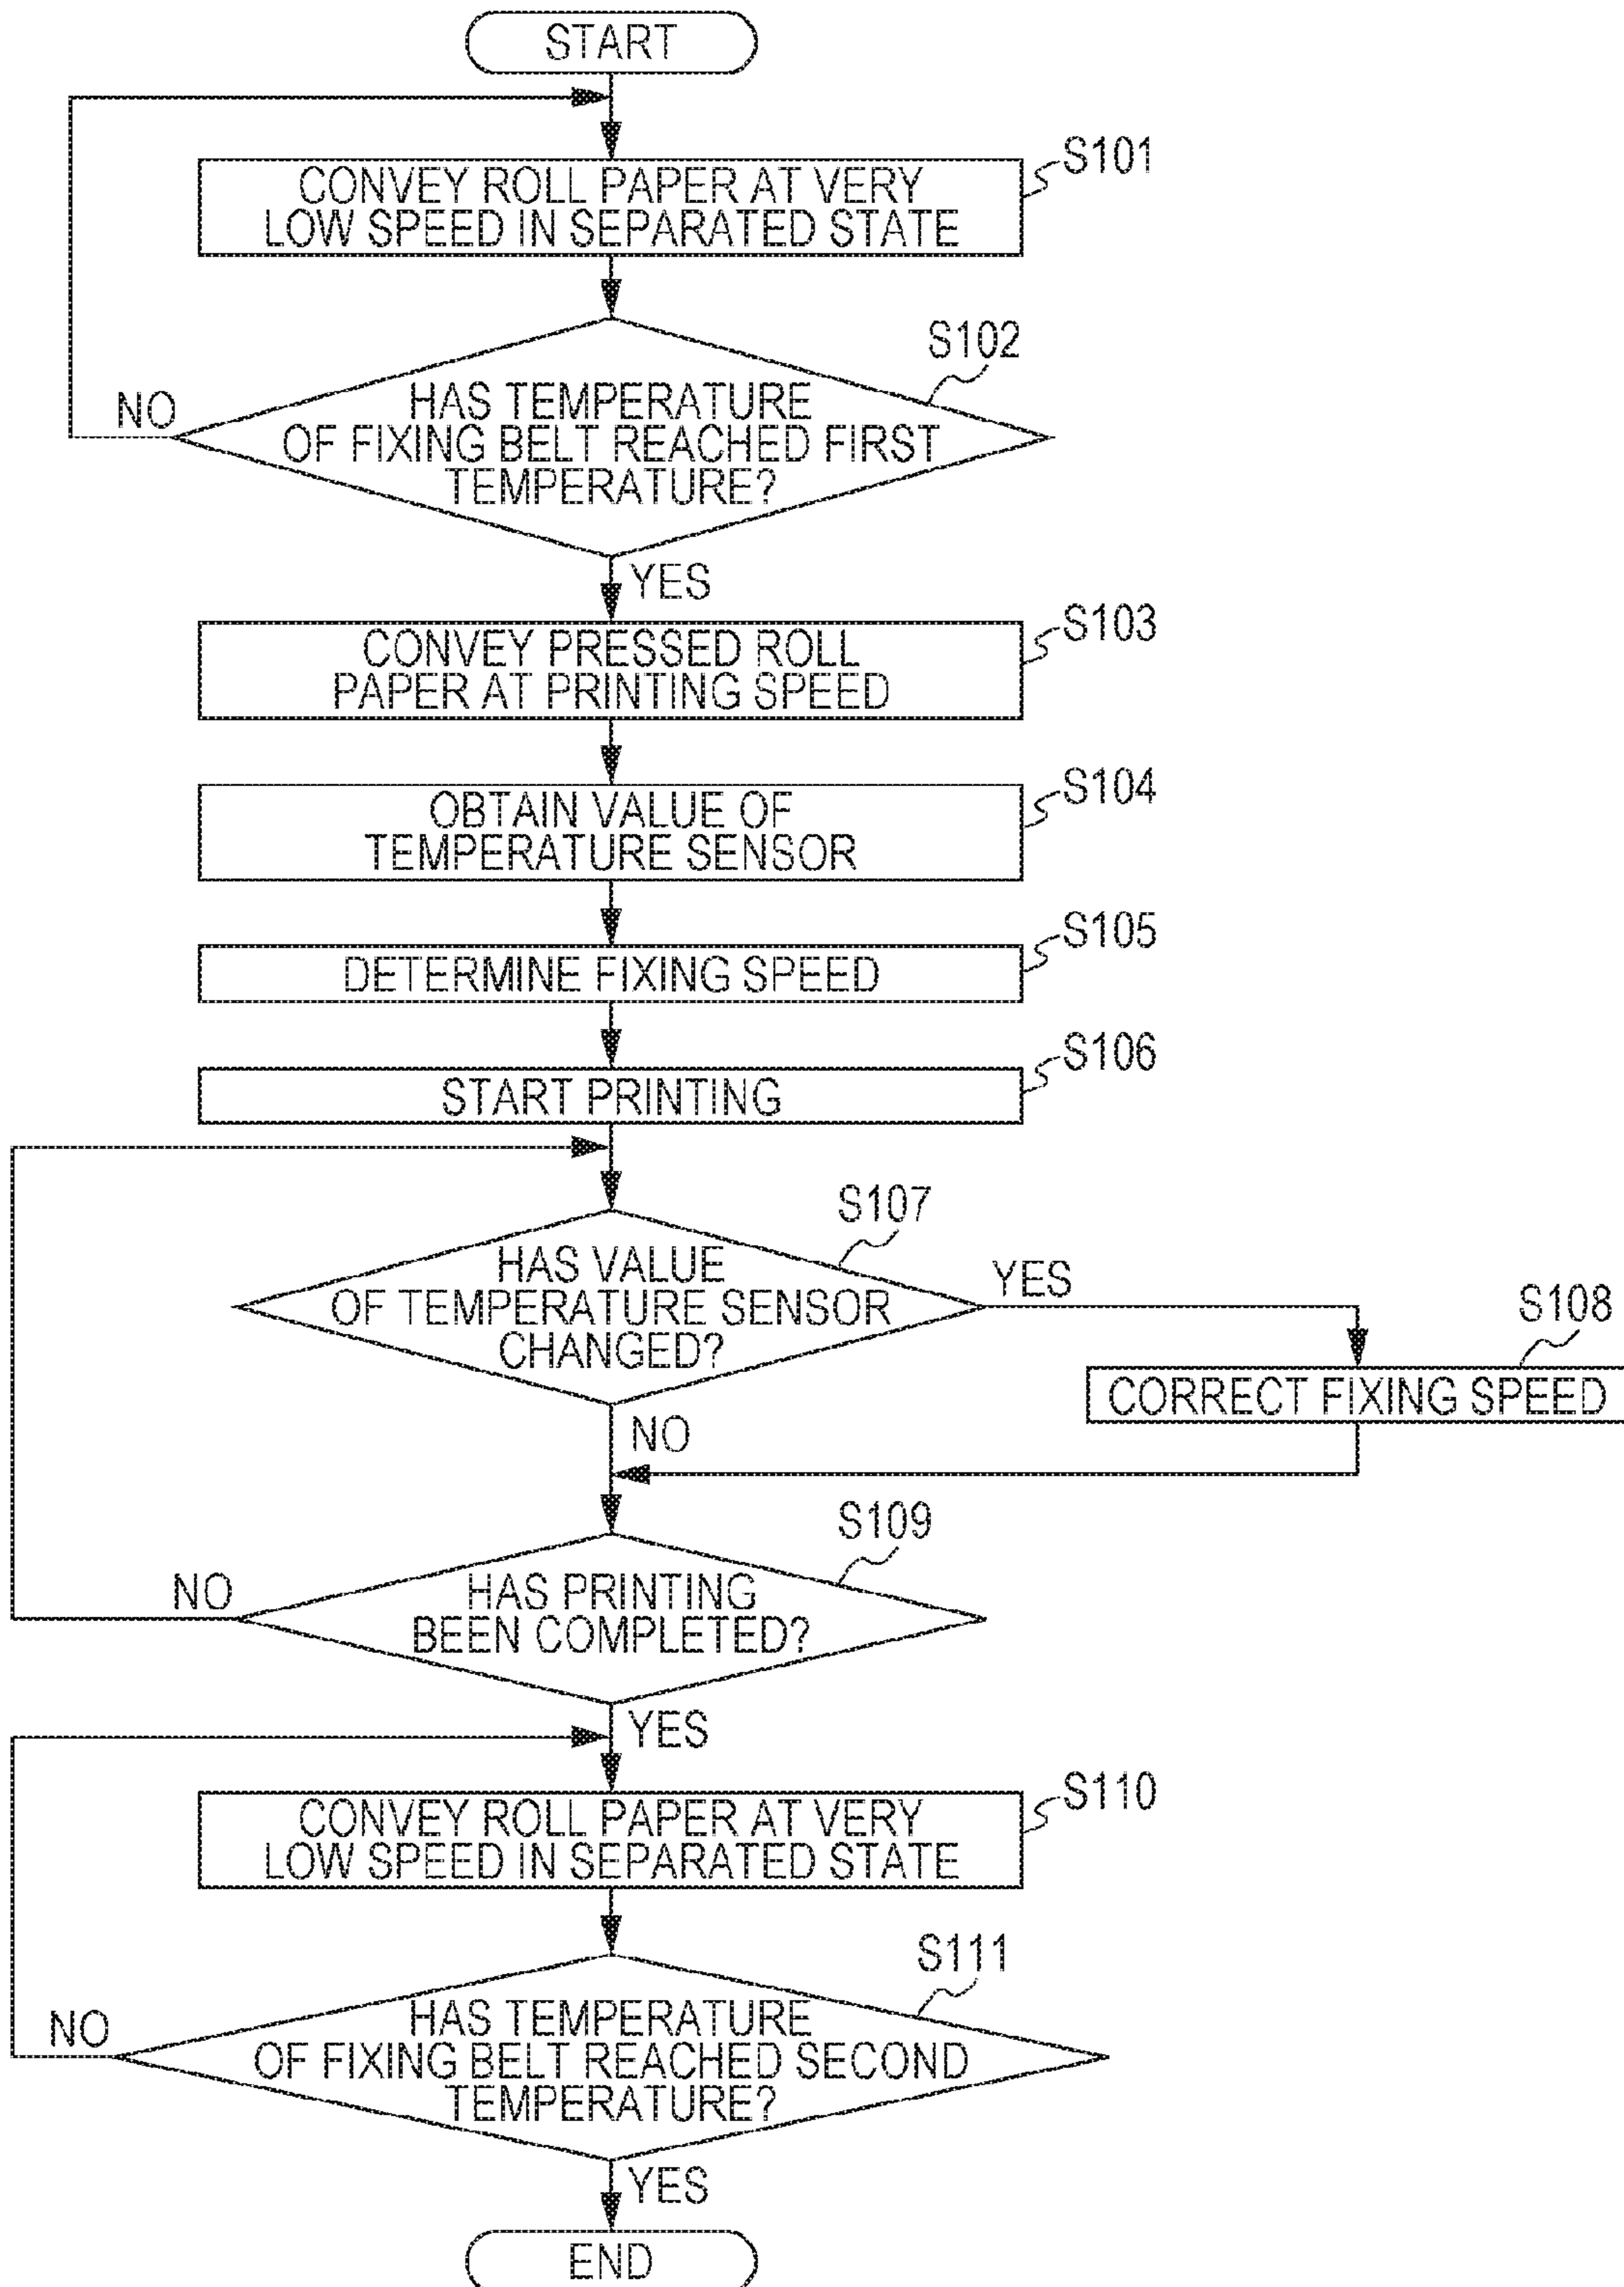 START
CONVEY ROLL PAPER AT VERY
LOW SPEED IN SEPARATED STATE
S101
S102
NO
HAS TEMPERATURE
OF FIXING BELT REACHED FIRST
TEMPERATURE?
YES
CONVEY PRESSED ROLL
PAPER AT PRINTING SPEED
S103
OBTAIN VALUE OF
TEMPERATURE SENSOR
S104
DETERMINE FIXING SPEED
S105
START PRINTING
S106
S107
HAS VALUE
OF TEMPERATURE SENSOR
CHANGED?
YES
S108
CORRECT FIXING SPEED
NO
S109
NO
HAS PRINTING
BEEN COMPLETED?
YES
CONVEY ROLL PAPER AT VERY
LOW SPEED IN SEPARATED STATE
S110
S111
NO
HAS TEMPERATURE
OF FIXING BELT REACHED SECOND
TEMPERATURE?
YES
END